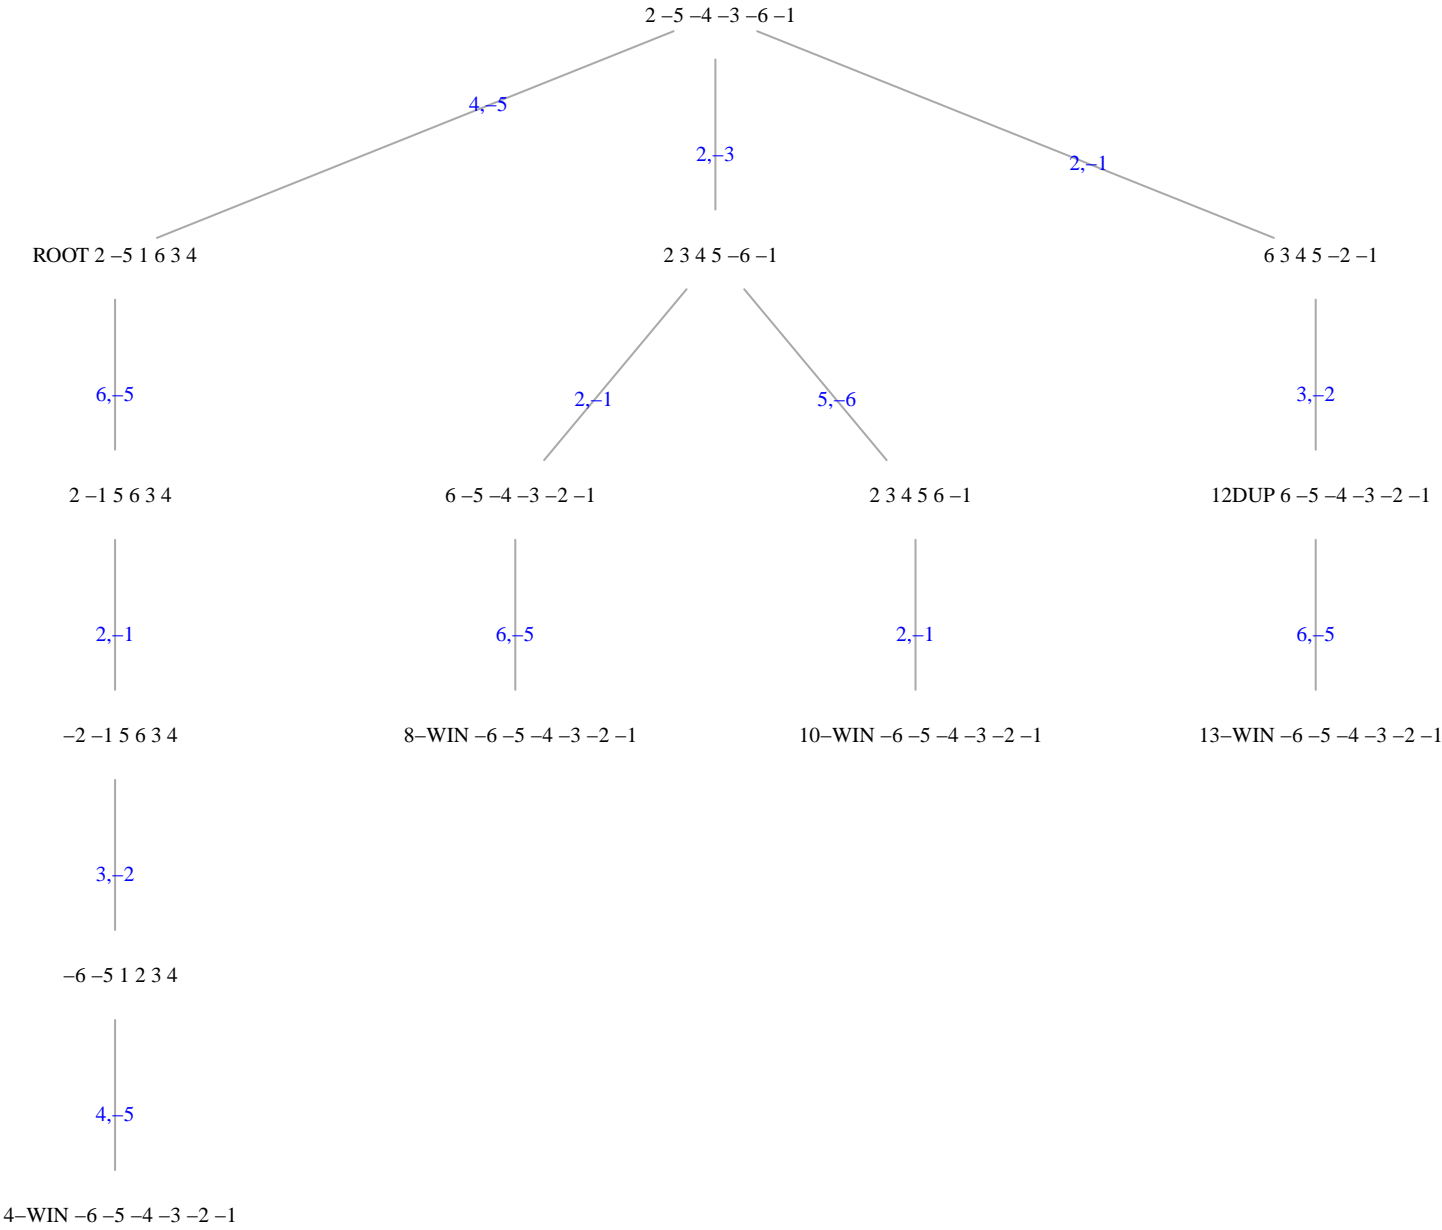 2 –5 –4 –3 –6 –1
4,–5
2,–3
2,–1
ROOT 2 –5 1 6 3 4
2 3 4 5 –6 –1
6 3 4 5 –2 –1
6,–5
2,–1
5,–6
3,–2
2 –1 5 6 3 4
6 –5 –4 –3 –2 –1
2 3 4 5 6 –1
12DUP 6 –5 –4 –3 –2 –1
2,–1
6,–5
2,–1
6,–5
–2 –1 5 6 3 4
8–WIN –6 –5 –4 –3 –2 –1
10–WIN –6 –5 –4 –3 –2 –1
13–WIN –6 –5 –4 –3 –2 –1
3,–2
–6 –5 1 2 3 4
4,–5
4–WIN –6 –5 –4 –3 –2 –1